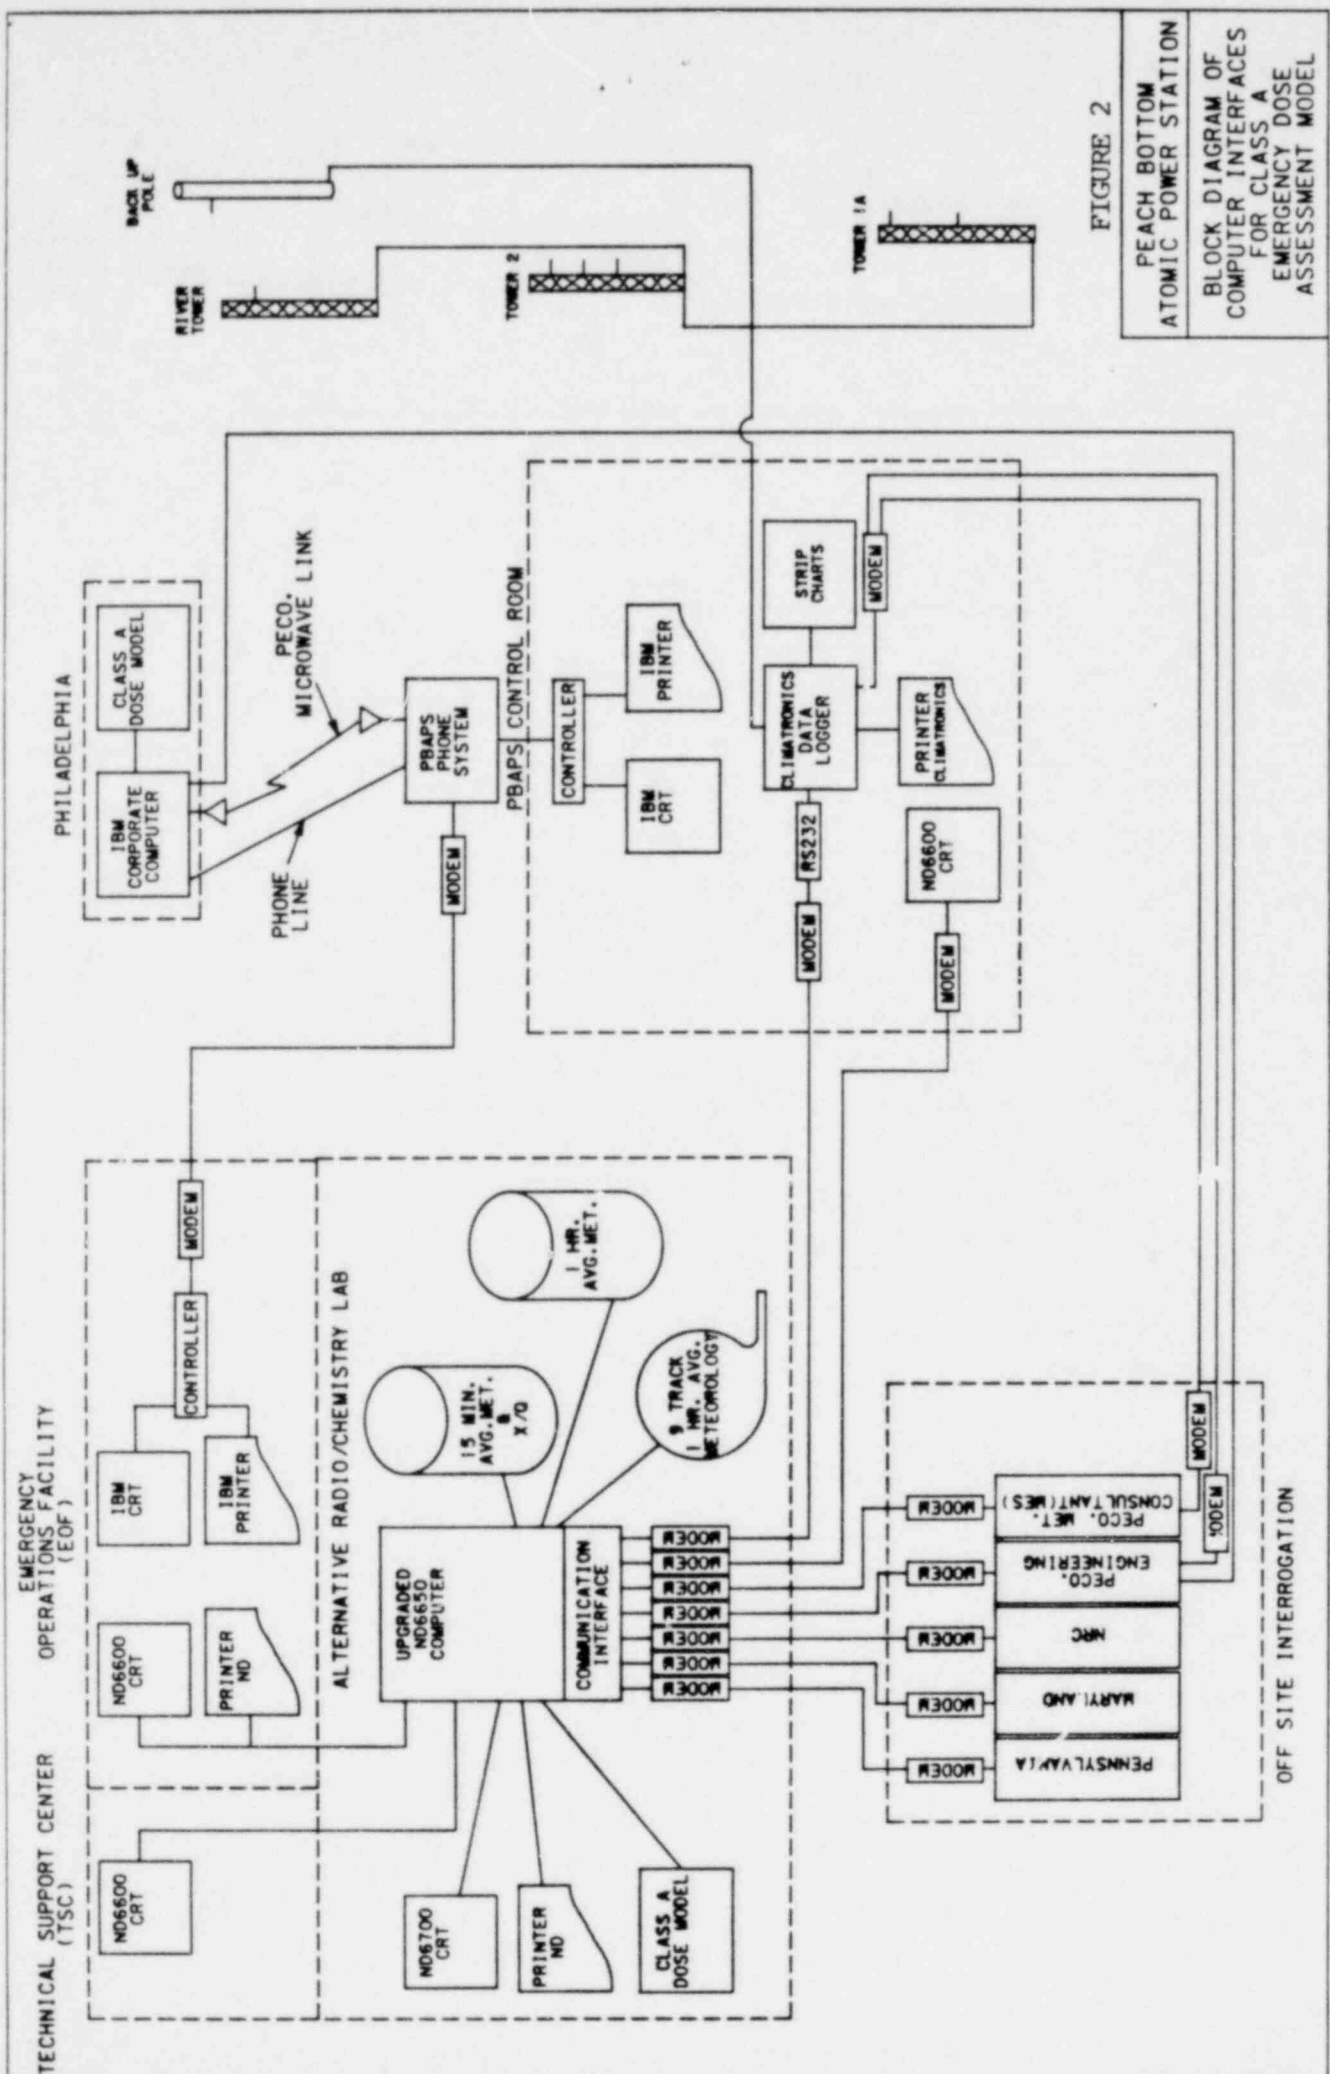 TECHNICAL SUPPORT CENTER
(TSC)
EMERGENCY
OPERATIONS FACILITY
(EOF)
ND6600
CRT
ND6600
CRT
PRINTER
ND
IBM
CRT
IBM
PRINTER
CONTROLLER
MODEM
ALTERNATIVE RADIO/CHEMISTRY LAB
ND6700
CRT
PRINTER
ND
CLASS A
DOSE MODEL
UPGRADED
ND6650
COMPUTER
COMMUNICATION
INTERFACE
15 MIN.
AVG.MET.
&
X/Q
1 HR.
AVG.MET.
9 TRACK
1 HR. AVG.
METEOROLOGY
MODEM
MODEM
MODEM
MODEM
MODEM
MODEM
MODEM
PHILADELPHIA
IBM
CORPORATE
COMPUTER
CLASS A
DOSE MODEL
PHONE
LINE
PECO.
MICROWAVE LINK
MODEM
PBAPS
PHONE
SYSTEM
PBAPS CONTROL ROOM
CONTROLLER
IBM
CRT
IBM
PRINTER
MODEM
RS232
CLIMATRONICS
DATA
LOGGER
STRIP
CHARTS
MODEM
MODEM
ND6600
CRT
PRINTER
CLIMATRONICS
BACK UP
POLE
RIVER
TOWER
TOWER 2
TOWER 1A
MODEM
MODEM
MODEM
MODEM
MODEM
PENNSYLVANIA
MARYLAND
NRC
PECO.
ENGINEERING
PECO. MET.
CONSULTANT(MES)
MODEM
MODEM
OFF SITE INTERROGATION
FIGURE 2
PEACH BOTTOM
ATOMIC POWER STATION
BLOCK DIAGRAM OF
COMPUTER INTERFACES
FOR CLASS A
EMERGENCY DOSE
ASSESSMENT MODEL